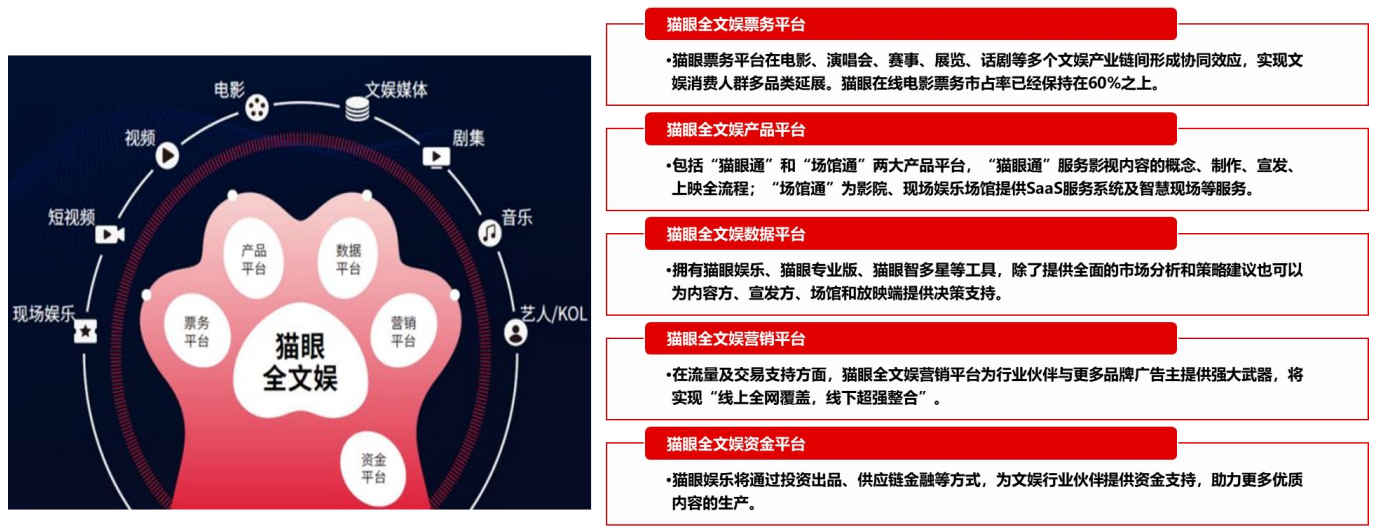 电影
文娱媒体
视频
剧集
短视频
音乐
现场娱乐
艺人/KOL
产品
平台
数据
平台
票务
平台
营销
平台
猫眼
全文娱
资金
平台
猫眼全文娱票务平台
•猫眼票务平台在电影、演唱会、赛事、展览、话剧等多个文娱产业链间形成协同效应，实现文
娱消费人群多品类延展。猫眼在线电影票务市占率已经保持在60%之上。
猫眼全文娱产品平台
•包括“猫眼通”和“场馆通”两大产品平台，“猫眼通”服务影视内容的概念、制作、宣发、
上映全流程；“场馆通”为影院、现场娱乐场馆提供SaaS服务系统及智慧现场等服务。
猫眼全文娱数据平台
•拥有猫眼娱乐、猫眼专业版、猫眼智多星等工具，除了提供全面的市场分析和策略建议也可以
为内容方、宣发方、场馆和放映端提供决策支持。
猫眼全文娱营销平台
•在流量及交易支持方面，猫眼全文娱营销平台为行业伙伴与更多品牌广告主提供强大武器，将
实现“线上全网覆盖，线下超强整合”。
猫眼全文娱资金平台
•猫眼娱乐将通过投资出品、供应链金融等方式，为文娱行业伙伴提供资金支持，助力更多优质
内容的生产。